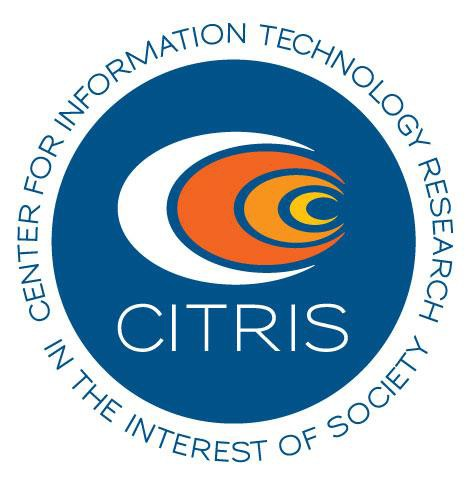 CENTER FOR INFORMATION TECHNOLOGY RESEARCH
IN THE INTEREST OF SOCIETY
CITRIS